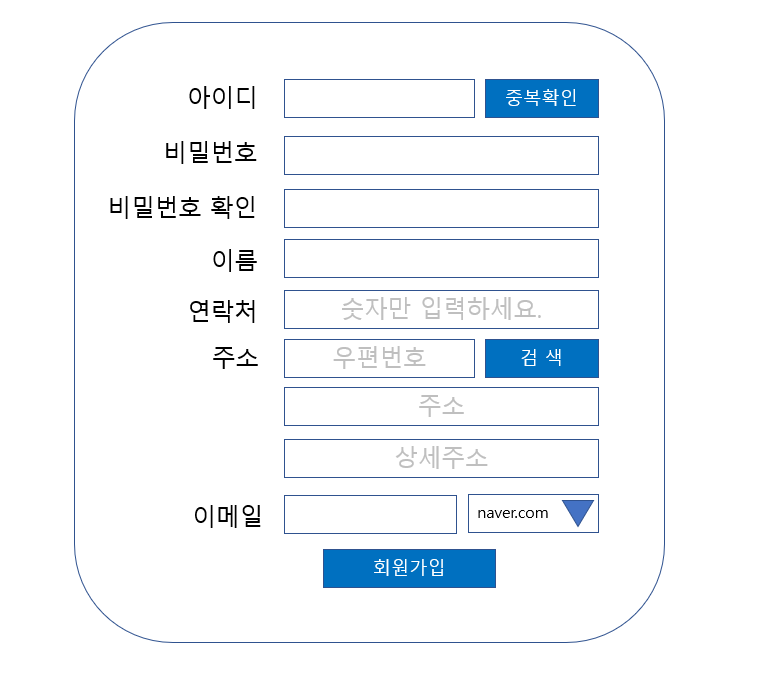 아이디
중복확인
비밀번호
비밀번호 확인
이름
연락처
숫자만 입력하세요.
주소
우편번호
검 색
주소
상세주소
이메일
naver.com
회원가입